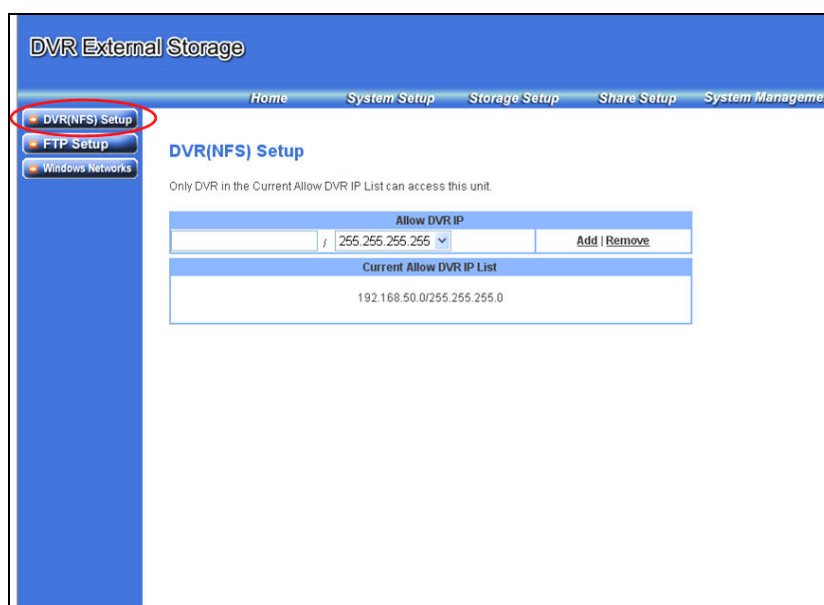 DVR External Storage
Home System Setup Storage Setup Share Setup
DVR(NFS) Setup
FTP Setup
Windows Networks
DVR(NFS) Setup
Only DVR in the Current Allow DVR IP List can access this unit.
Allow DVR IP
/ 255.255.255.255 Add | Remove
Current Allow DVR IP List
192.168.50.0/255.255.255.0